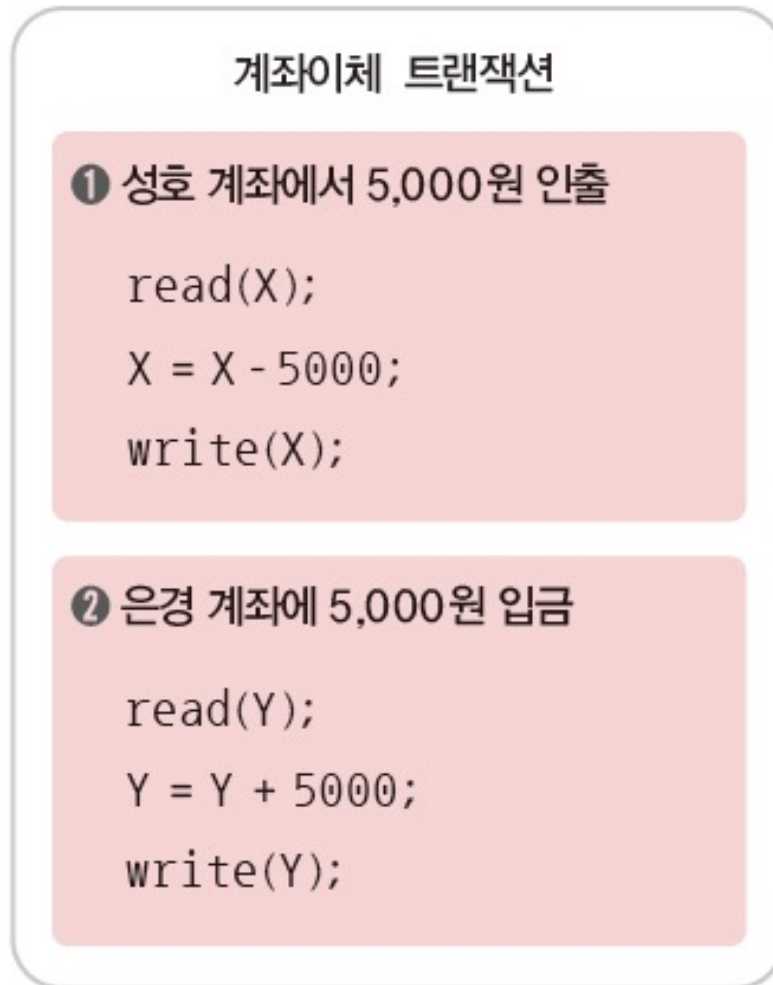 계좌이체 트랜잭션
❶ 성호 계좌에서 5,000원 인출
read(X);
X = X - 5000;
write(X);
❷ 은경 계좌에 5,000원 입금
read(Y);
Y = Y + 5000;
write(Y);